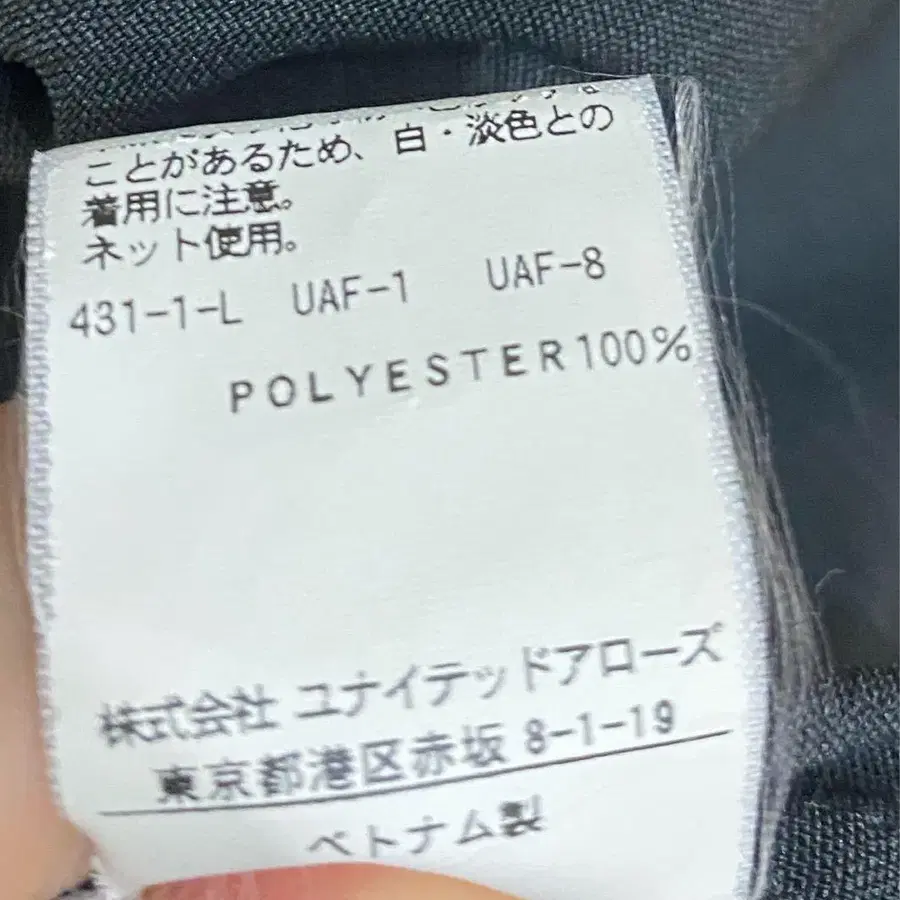 ことがあるため、白・淡色との
着用に注意。
ネット使用。
431-1-L UAF-1 UAF-8
POLYESTER100%
株式会社 ユナイテッドアローズ
東京都港区赤坂 8-1-19
ベトナム製